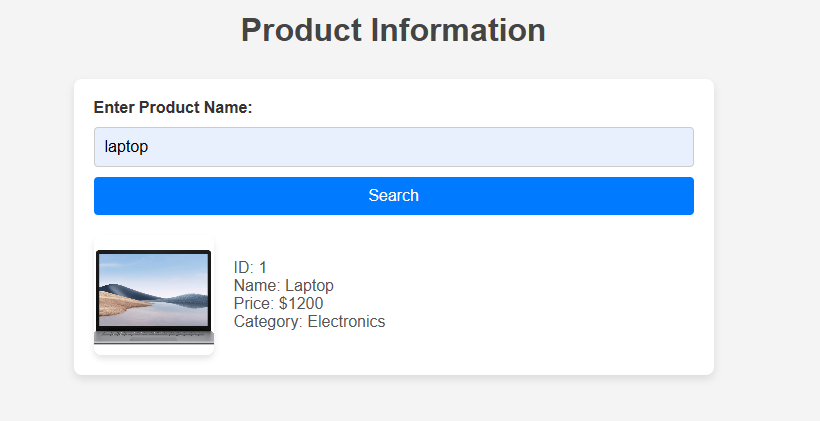 Product Information
Enter Product Name:
laptop
Search
ID: 1
Name: Laptop
Price: $1200
Category: Electronics